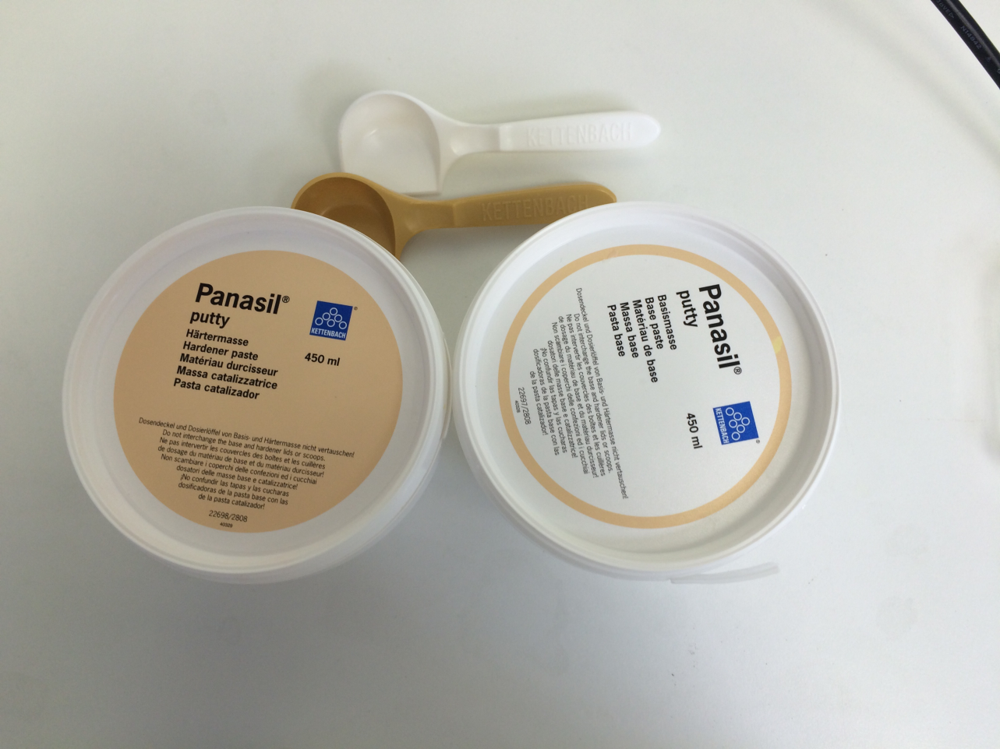 KETTENBACH
KETTENBACH
Panasil®
putty
Härtermasse
Hardener paste
Matériau durcisseur
Massa catalizzatrice
Pasta catalizador
KETTENBACH
®
450 ml
Dosendeckel und Dosierlöffel von Basis- und Härtermasse nicht vertauschen!
Do not interchange the base and hardener lids or scoops.
Ne pas intervertir les couvercles des boîtes et les cuillères
de dosage du matériau de base et du matériau durcisseur!
Non scambiare i coperchi delle confezioni ed i cucchiai
dosatori delle masse base e catalizzatrice!
¡No confundir las tapas y las cucharas
dosificadoras de la pasta base con las
de la pasta catalizador!
22698/2808
Panasil®
putty
Basismasse
Base paste
Matériau de base
Massa base
Pasta base
KETTENBACH
®
450 ml
Dosendeckel und Dosierlöffel von Basis- und Härtermasse nicht vertauschen!
Do not interchange the base and hardener lids or scoops.
Ne pas intervertir les couvercles des boîtes et les cuillères
de dosage du matériau de base et du matériau durcisseur!
Non scambiare i coperchi delle confezioni ed i cucchiai
dosatori delle masse base e catalizzatrice!
¡No confundir las tapas y las cucharas
dosificadoras de la pasta base con las
de la pasta catalizador!
22697/2808